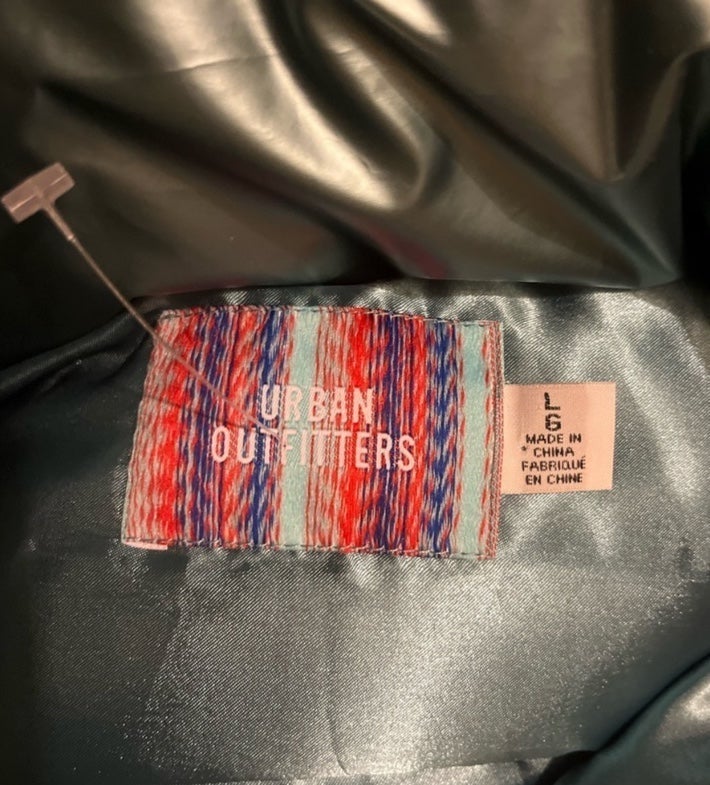 URBAN
OUTFITTERS
L
G
MADE IN
CHINA
FABRIQUÉ
EN CHINE